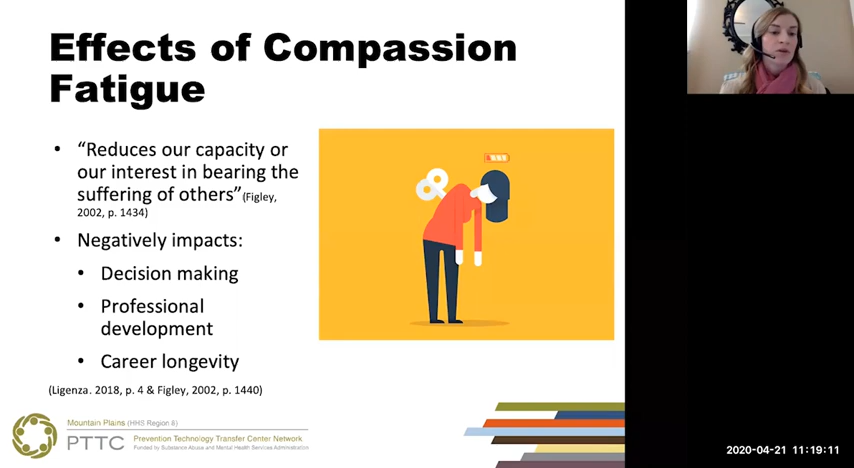 Effects of Compassion
Fatigue
• “Reduces our capacity or
our interest in bearing the
suffering of others”(Figley,
2002, p. 1434)
• Negatively impacts:
• Decision making
• Professional
development
• Career longevity
(Ligenza. 2018, p. 4 & Figley, 2002, p. 1440)
Mountain Plains (HHS Region 8)
PTTC
Prevention Technology Transfer Center Network
Funded by Substance Abuse and Mental Health Services Administration
2020-04-21 11:19:11